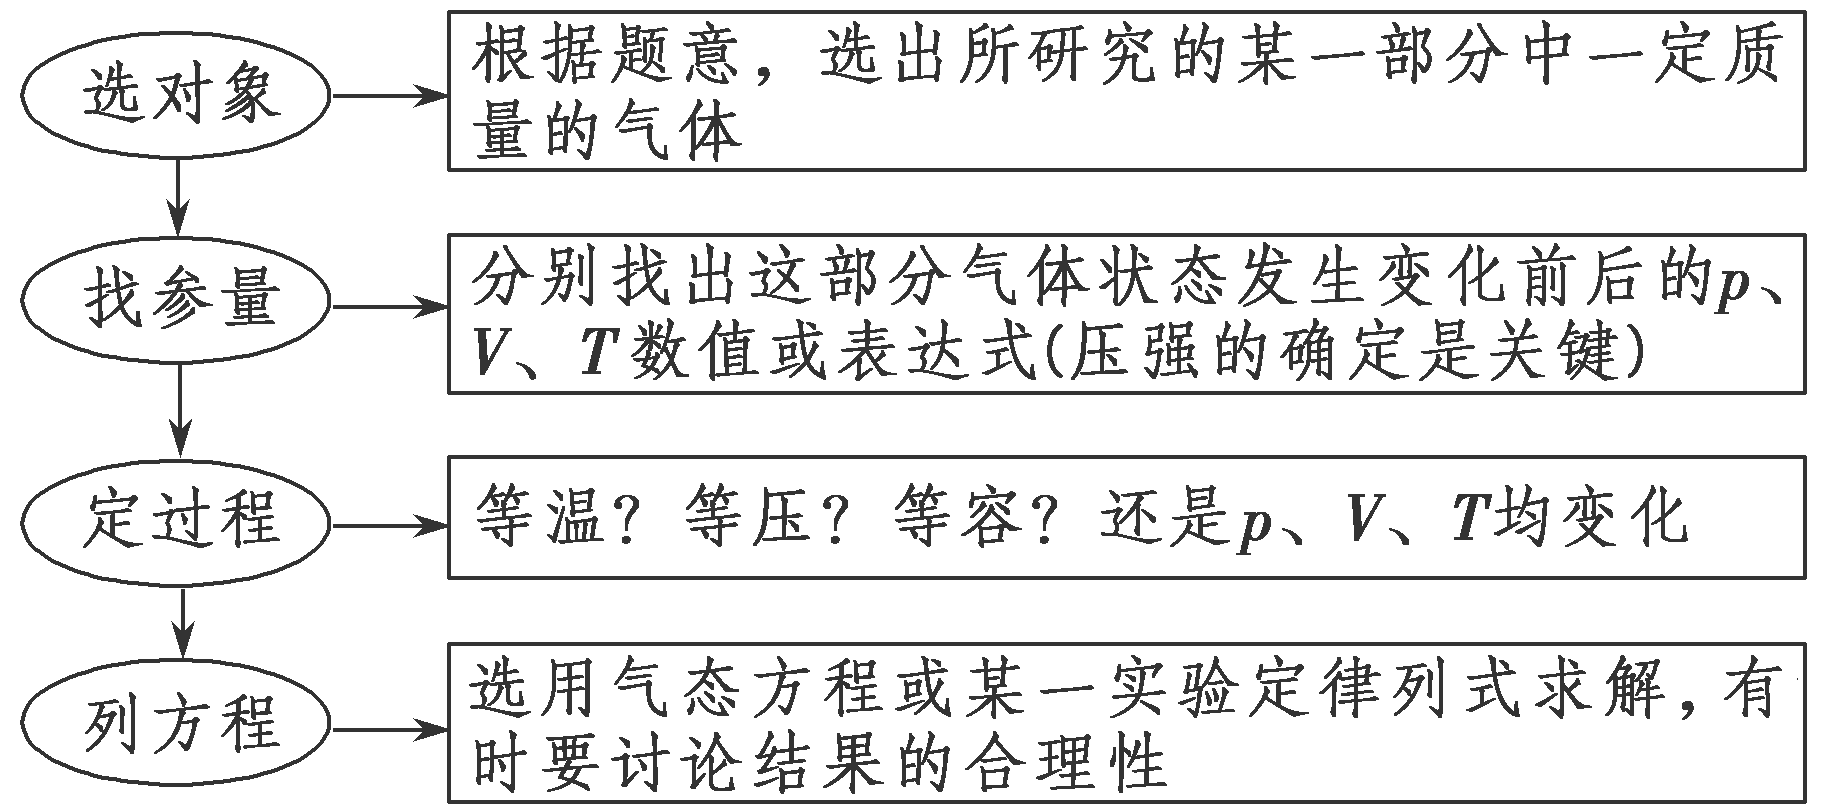 选对象
根据题意，选出所研究的某一部分中一定质
量的气体
找参量
分别找出这部分气体状态发生变化前后的p、
V、T数值或表达式(压强的确定是关键)
定过程
等温？等压？等容？还是p、V、T均变化
列方程
选用气态方程或某一实验定律列式求解，有
时要讨论结果的合理性